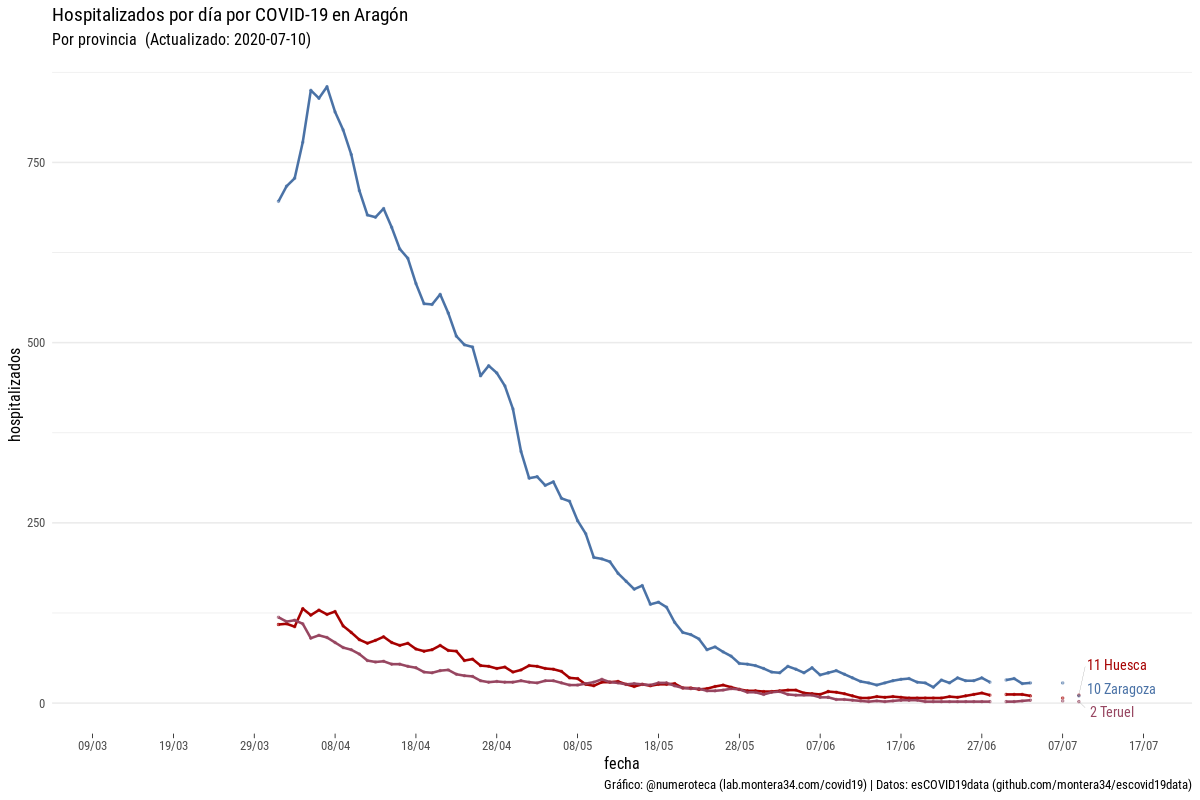 Hospitalizados por día por COVID-19 en Aragón
Por provincia (Actualizado: 2020-07-10)
hospitalizados
750
500
250
0
11 Huesca
10 Zaragoza
2 Teruel
09/03 19/03 29/03 08/04 18/04 28/04 08/05 18/05 28/05 07/06 17/06 27/06 07/07 17/07
fecha
Gráfico: @numeroteca (lab.montera34.com/covid19) | Datos: esCOVID19data (github.com/montera34/escovid19data)